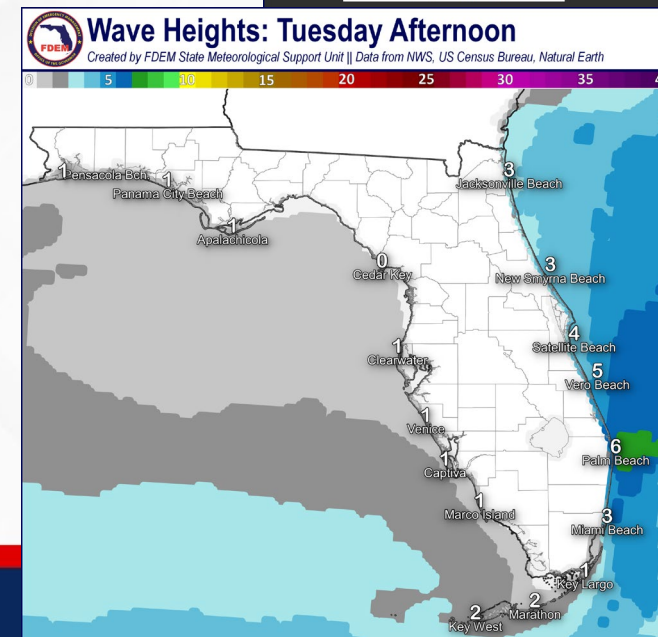 Wave Heights: Tuesday Afternoon
FDEM
Created by FDEM State Meteorological Support Unit || Data from NWS, US Census Bureau, Natural Earth
0 5 10 15 20 25 30 35
3
Jacksonville Beach
1
Pensacola Bch.
1
Panama City Beach
1
Apalachicola
0
Cedar Key
3
New Smyrna Beach
4
Satellite Beach
1
Clearwater
5
Vero Beach
1
Venice
6
Palm Beach
1
Captiva
1
Marco Island
3
Miami Beach
1
Key Largo
2
Marathon
2
Key West